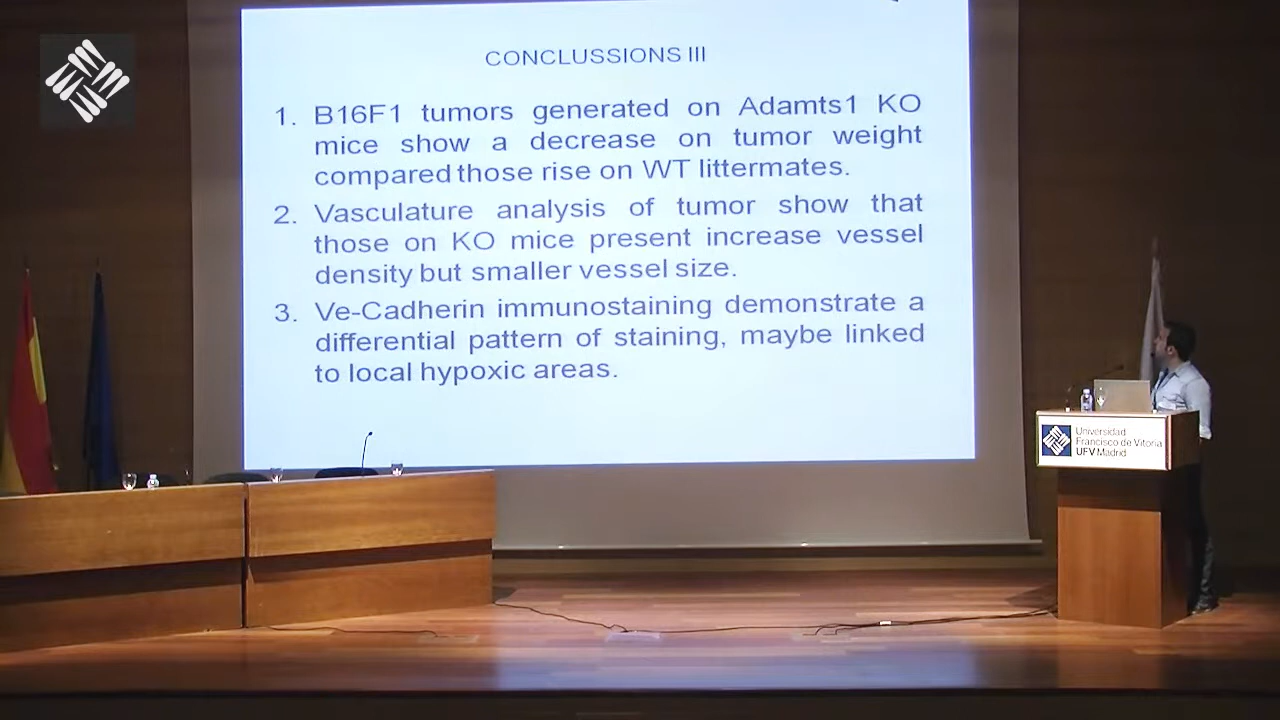 CONCLUSSIONS III
1. B16F1 tumors generated on Adamts1 KO
mice show a decrease on tumor weight
compared those rise on WT littermates.
2. Vasculature analysis of tumor show that
those on KO mice present increase vessel
density but smaller vessel size.
3. Ve-Cadherin immunostaining demonstrate a
differential pattern of staining, maybe linked
to local hypoxic areas.
Universidad
Francisco de Vitoria
UFV Madrid